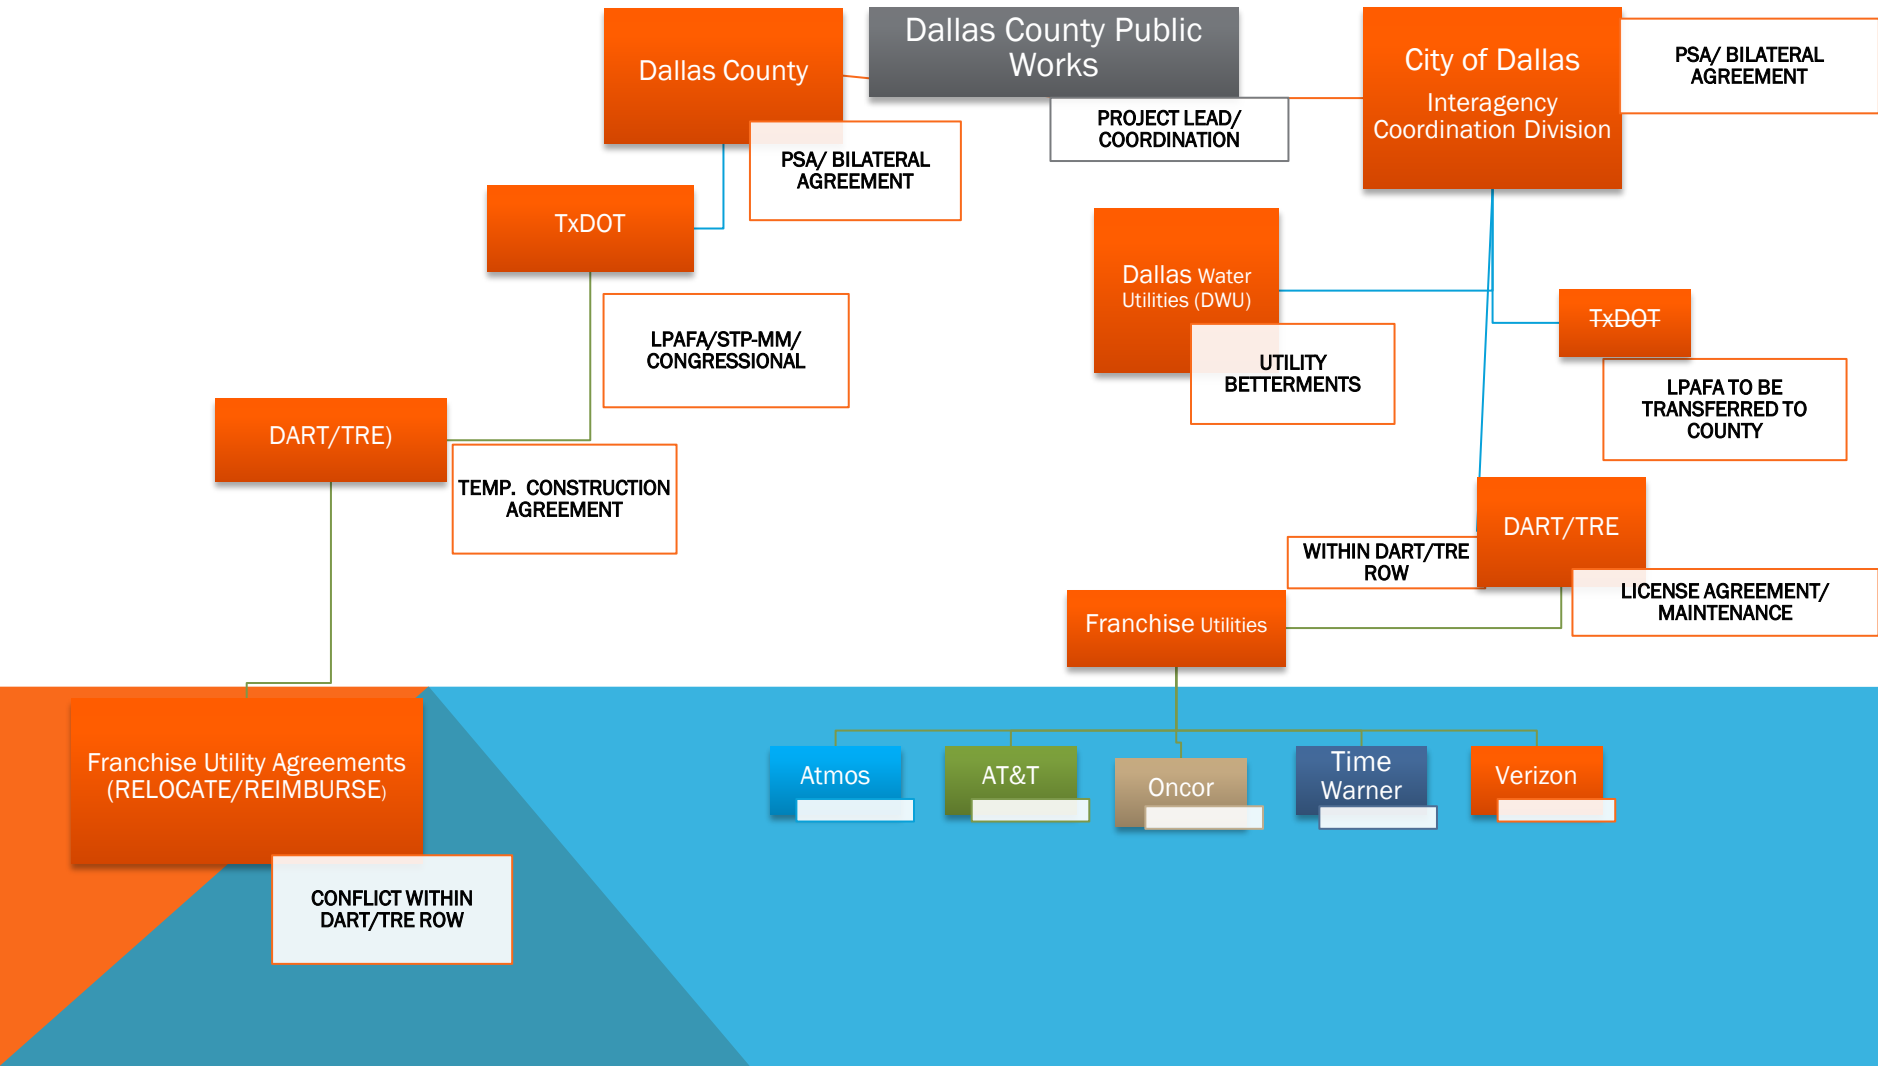 Dallas County
Dallas County Public
Works
City of Dallas
Interagency
Coordination Division
PSA/ BILATERAL
AGREEMENT
PROJECT LEAD/
COORDINATION
PSA/ BILATERAL
AGREEMENT
TxDOT
Dallas Water
Utilities (DWU)
TxDOT
LPAFA/STP-MM/
CONGRESSIONAL
UTILITY
BETTERMENTS
LPAFA TO BE
TRANSFERRED TO
COUNTY
DART/TRE)
TEMP. CONSTRUCTION
AGREEMENT
DART/TRE
WITHIN DART/TRE
ROW
LICENSE AGREEMENT/
MAINTENANCE
Franchise Utilities
Franchise Utility Agreements
(RELOCATE/REIMBURSE)
Atmos
AT&T
Oncor
Time
Warner
Verizon
CONFLICT WITHIN
DART/TRE ROW